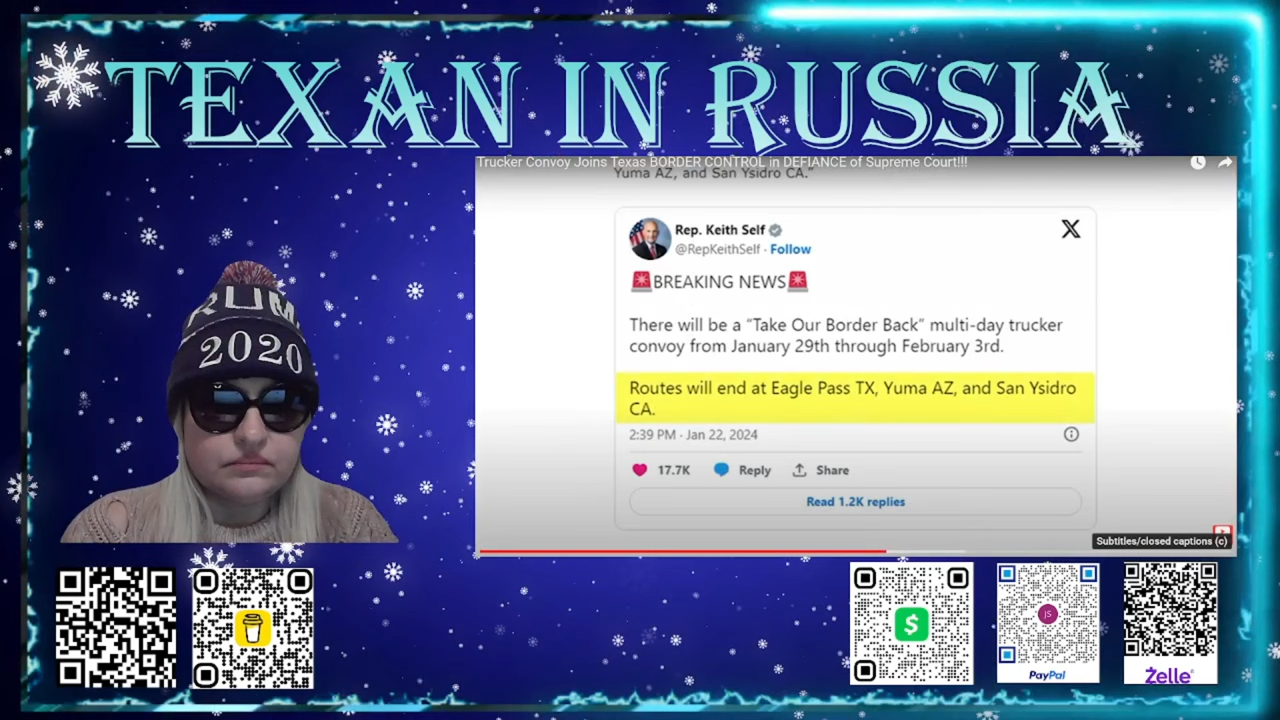 TEXAN IN RUSSIA
Trucker Convoy Joins Texas BORDER CONTROL in DEFIANCE of Supreme Court!!!
Yuma AZ, and San Ysidro CA."
Rep. Keith Self
@RepKeithSelf · Follow
🚨BREAKING NEWS🚨
There will be a “Take Our Border Back” multi-day trucker
convoy from January 29th through February 3rd.
Routes will end at Eagle Pass TX, Yuma AZ, and San Ysidro
CA.
2:39 PM · Jan 22, 2024
17.7K Reply Share
Read 1.2K replies
Subtitles/closed captions (c)
RUM
2020
$
JS
PayPal
Zelle